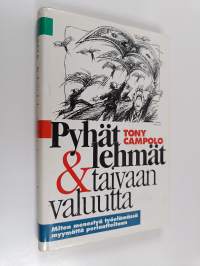 TONY
CAMPOLO
Pyhät
lehmät
& taivaan
valuutta
Miten menestyä työelämässä
myymättä periaatteitaan